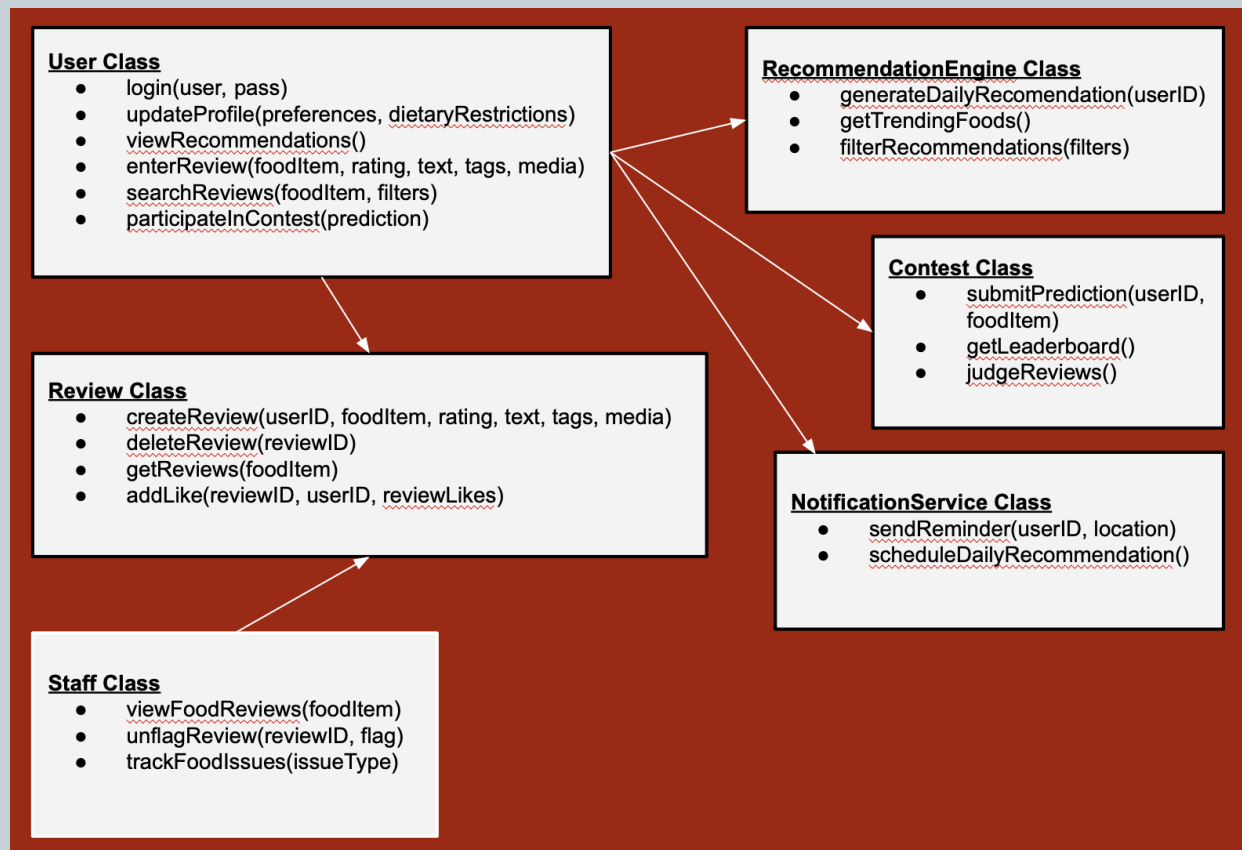 User Class
● login(user, pass)
● updateProfile(preferences, dietaryRestrictions)
● viewRecommendations()
● enterReview(foodItem, rating, text, tags, media)
● searchReviews(foodItem, filters)
● participateInContest(prediction)
RecommendationEngine Class
● generateDailyRecomendation(userID)
● getTrendingFoods()
● filterRecommendations(filters)
Contest Class
● submitPrediction(userID,
foodItem)
● getLeaderboard()
● judgeReviews()
Review Class
● createReview(userID, foodItem, rating, text, tags, media)
● deleteReview(reviewID)
● getReviews(foodItem)
● addLike(reviewID, userID, reviewLikes)
NotificationService Class
● sendReminder(userID, location)
● scheduleDailyRecommendation()
Staff Class
● viewFoodReviews(foodItem)
● unflagReview(reviewID, flag)
● trackFoodIssues(issueType)